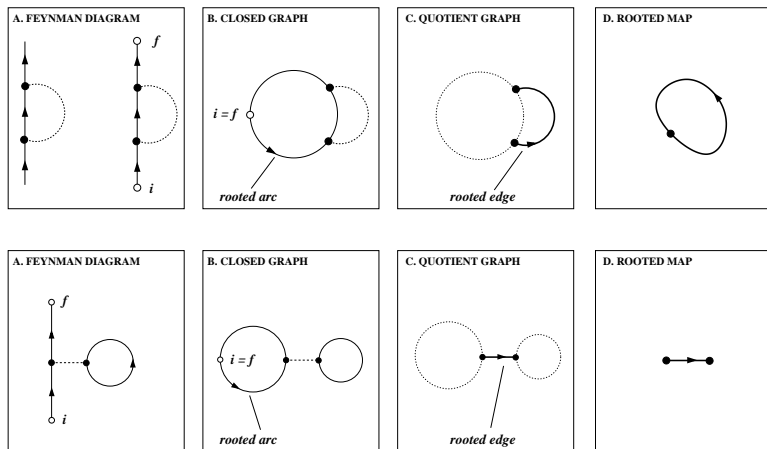 A. FEYNMAN DIAGRAM
f
i
B. CLOSED GRAPH
i = f
rooted arc
C. QUOTIENT GRAPH
rooted edge
D. ROOTED MAP
A. FEYNMAN DIAGRAM
f
i
B. CLOSED GRAPH
i = f
rooted arc
C. QUOTIENT GRAPH
rooted edge
D. ROOTED MAP